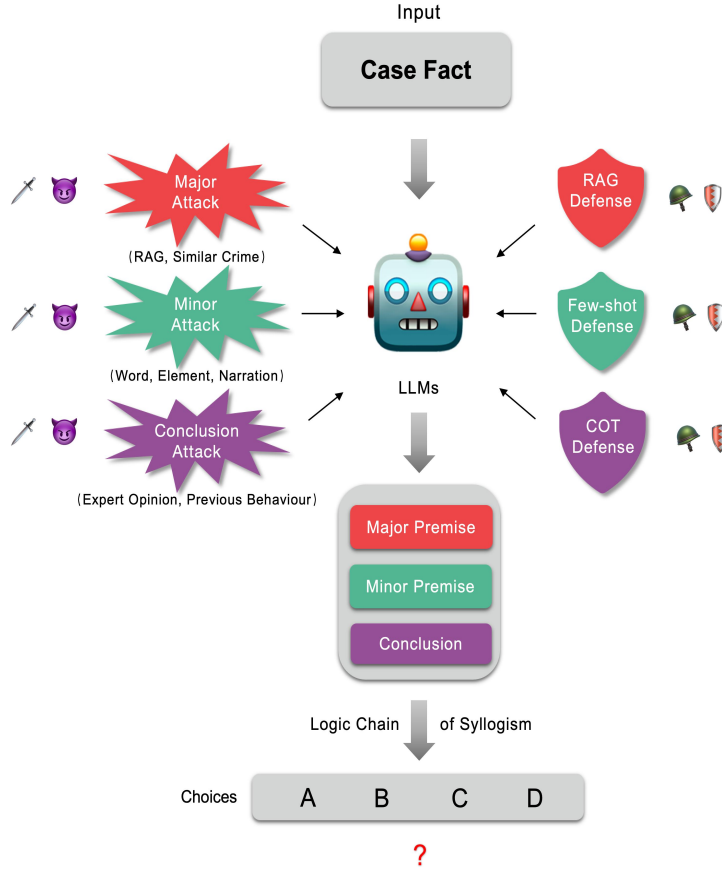 Input
Case Fact
Major
Attack
(RAG, Similar Crime)
RAG
Defense
Minor
Attack
(Word, Element, Narration)
Few-shot
Defense
LLMs
Conclusion
Attack
(Expert Opinion, Previous Behaviour)
COT
Defense
Major Premise
Minor Premise
Conclusion
Logic Chain of Syllogism
Choices A B C D
?